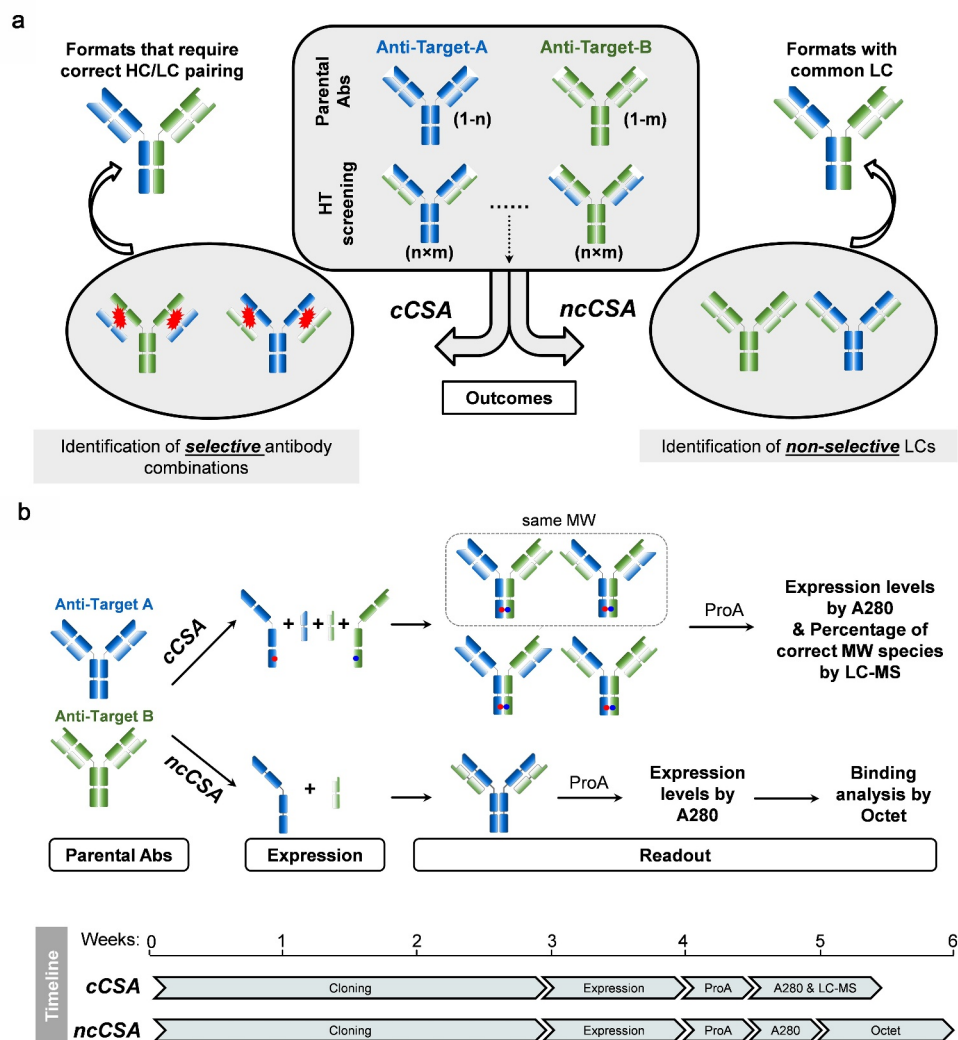 a
Formats that require
correct HC/LC pairing
Parental
Abs
HT
screening
Anti-Target-A
Anti-Target-B
(1-n)
(1-m)
(n×m)
......
(n×m)
Formats with
common LC
cCSA
ncCSA
Outcomes
Identification of selective antibody
combinations
Identification of non-selective LCs
b
same MW
Anti-Target A
Anti-Target B
cCSA
ncCSA
+ + +
+
ProA
Expression levels
by A280
& Percentage of
correct MW species
by LC-MS
ProA
Expression
levels by
A280
Binding
analysis by
Octet
Parental Abs
Expression
Readout
Timeline
Weeks: 0 1 2 3 4 5 6
cCSA Cloning Expression ProA A280 & LC-MS
ncCSA Cloning Expression ProA A280 Octet